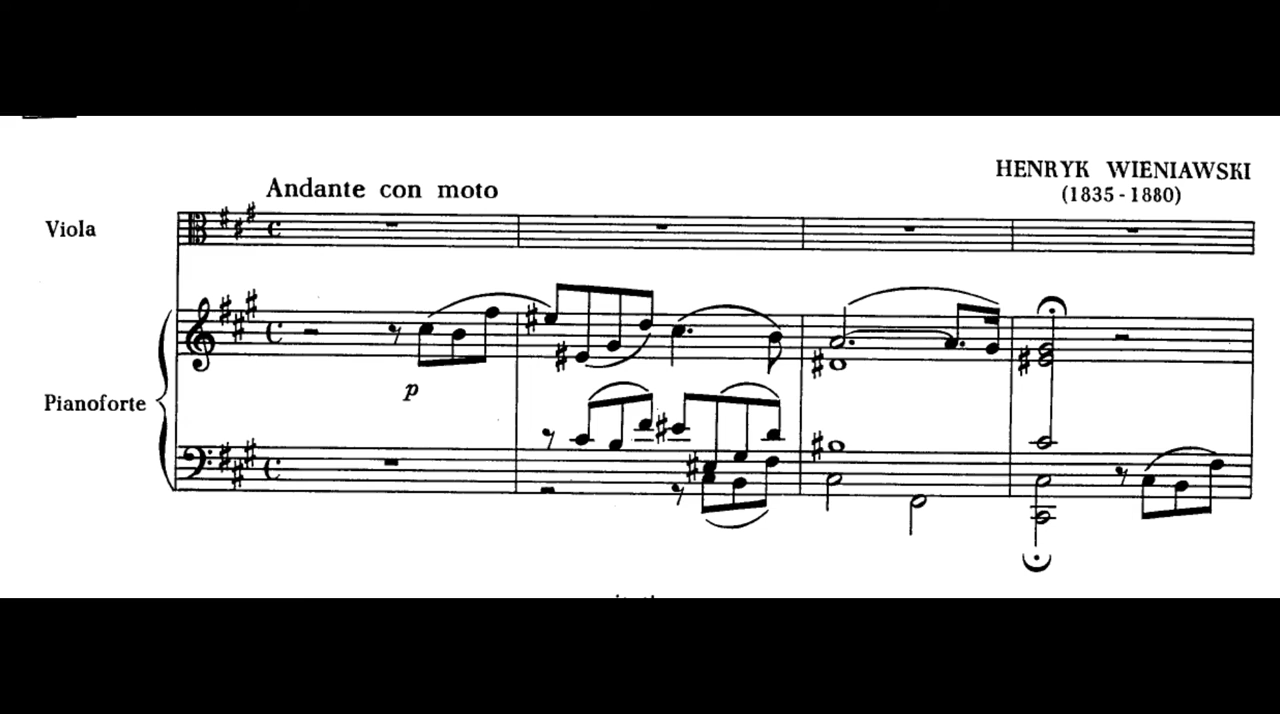 HENRYK WIENIAWSKI
Andante con moto
(1835-1880)
Viola
p
Pianoforte